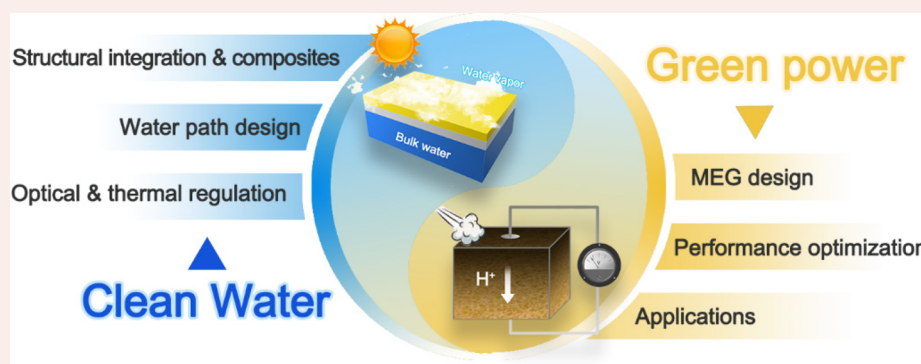 Structural integration & composites
Water path design
Optical & thermal regulation
Clean Water
Water vapor
Bulk water
H+
Green power
MEG design
Performance optimization
Applications